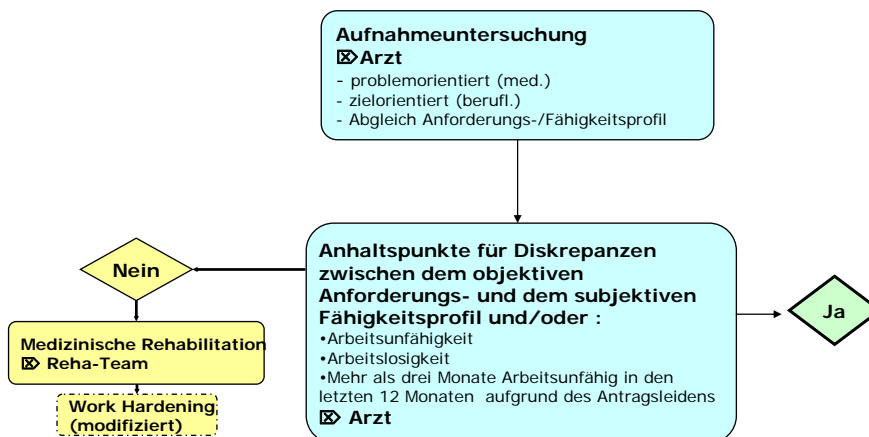 Aufnahmeuntersuchung
Arzt
- problemorientiert (med.)
- zielorientiert (berufl.)
- Abgleich Anforderungs-/Fähigkeitsprofil
Anhaltspunkte für Diskrepanzen
zwischen dem objektiven
Anforderungs- und dem subjektiven
Fähigkeitsprofil und/oder :
•Arbeitsunfähigkeit
•Arbeitslosigkeit
•Mehr als drei Monate Arbeitsunfähig in den
letzten 12 Monaten aufgrund des Antragsleidens
Arzt
Nein
Medizinische Rehabilitation
Reha-Team
Work Hardening
(modifiziert)
Ja